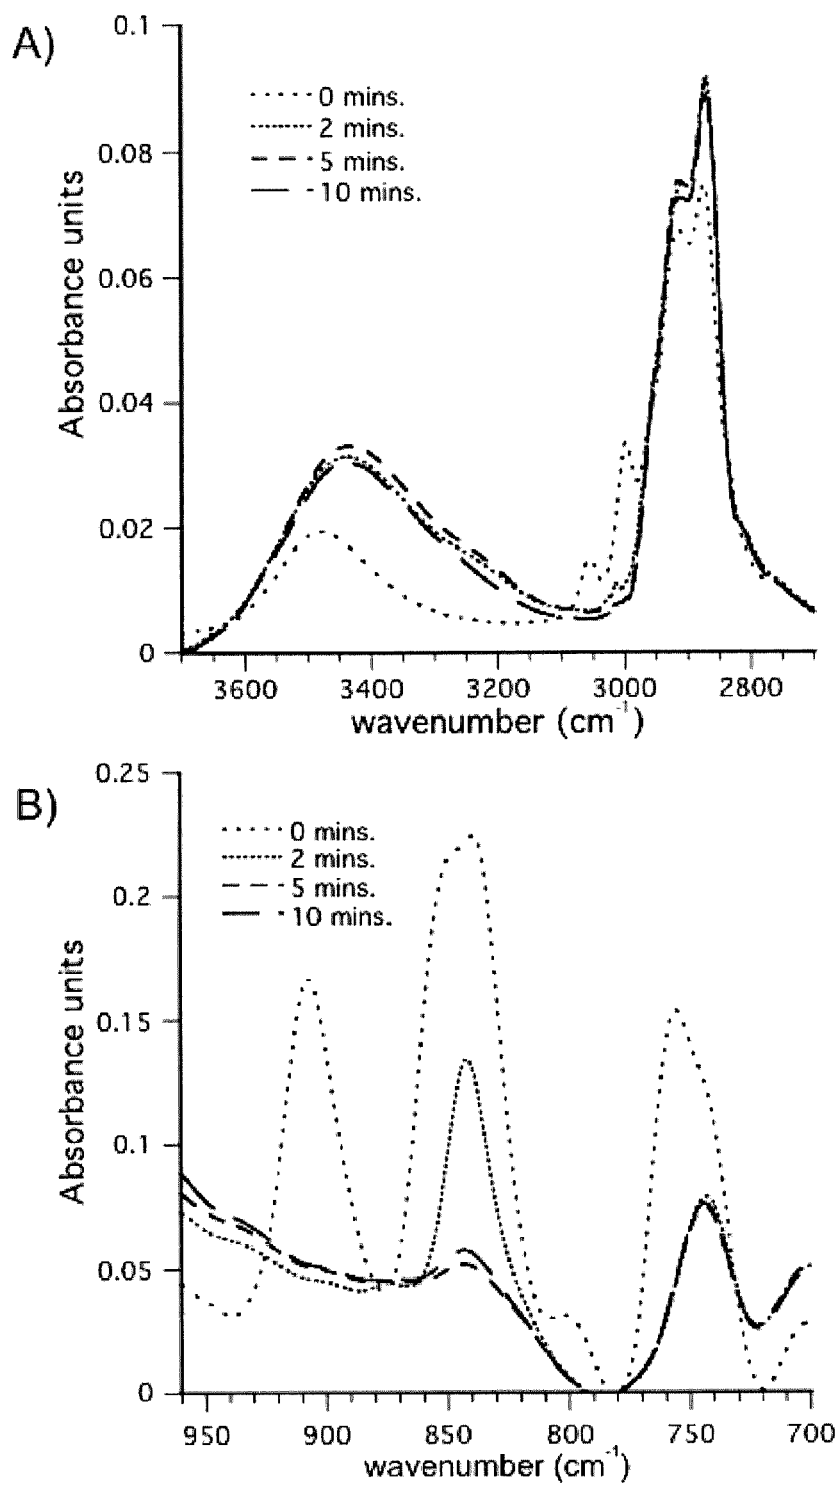 A)
0.1
0 mins.
2 mins.
5 mins.
10 mins.
0.08
0.06
0.04
0.02
0
Absorbance units
3600 3400 3200 3000 2800
wavenumber (cm⁻¹)
B)
0.25
0 mins.
2 mins.
5 mins.
10 mins.
0.2
0.15
0.1
0.05
0
Absorbance units
950 900 850 800 750 700
wavenumber (cm⁻¹)